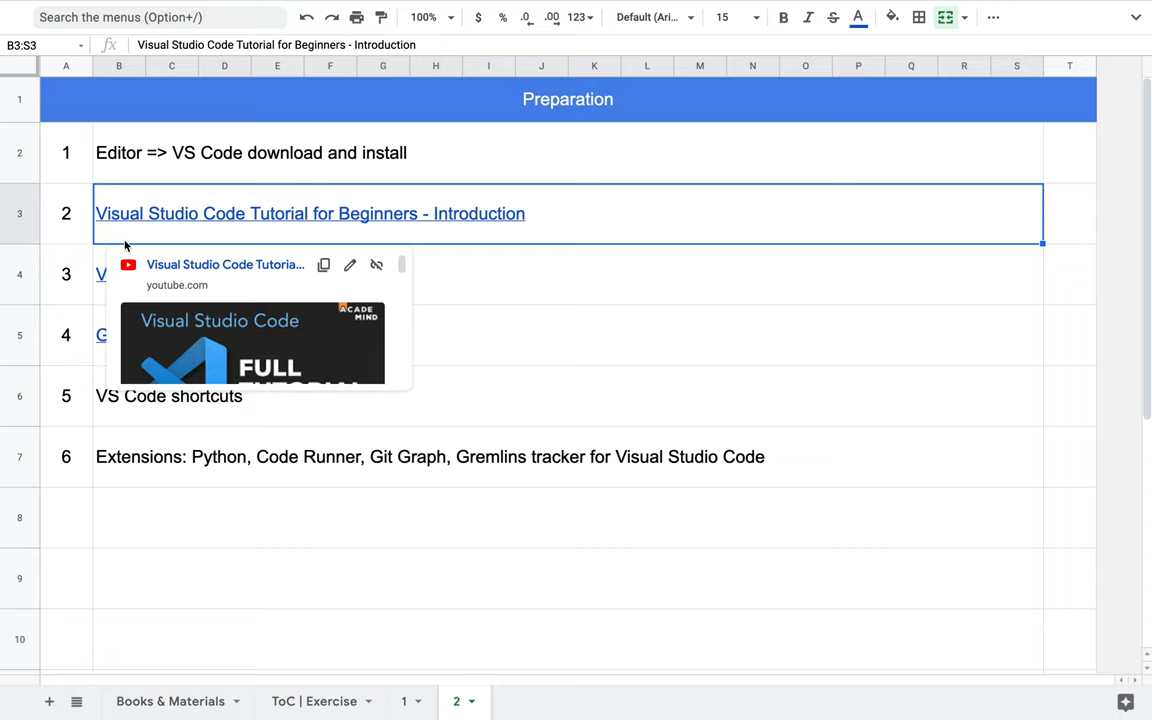 Search the menus (Option+/)
100%
$
%
.0
.00
123
Default (Ari...
15
B
I
S
A
B3:S3
fx
Visual Studio Code Tutorial for Beginners - Introduction
A B C D E F G H I J K L M N O P Q R S T
1
Preparation
2
1
Editor => VS Code download and install
3
2
Visual Studio Code Tutorial for Beginners - Introduction
Visual Studio Code Tutoria...
youtube.com
4
3
V
Visual Studio Code
ACADE
MIND
5
4
G
FULL
6
5
VS Code shortcuts
7
6
Extensions: Python, Code Runner, Git Graph, Gremlins tracker for Visual Studio Code
8
9
10
Books & Materials
ToC | Exercise
1
2